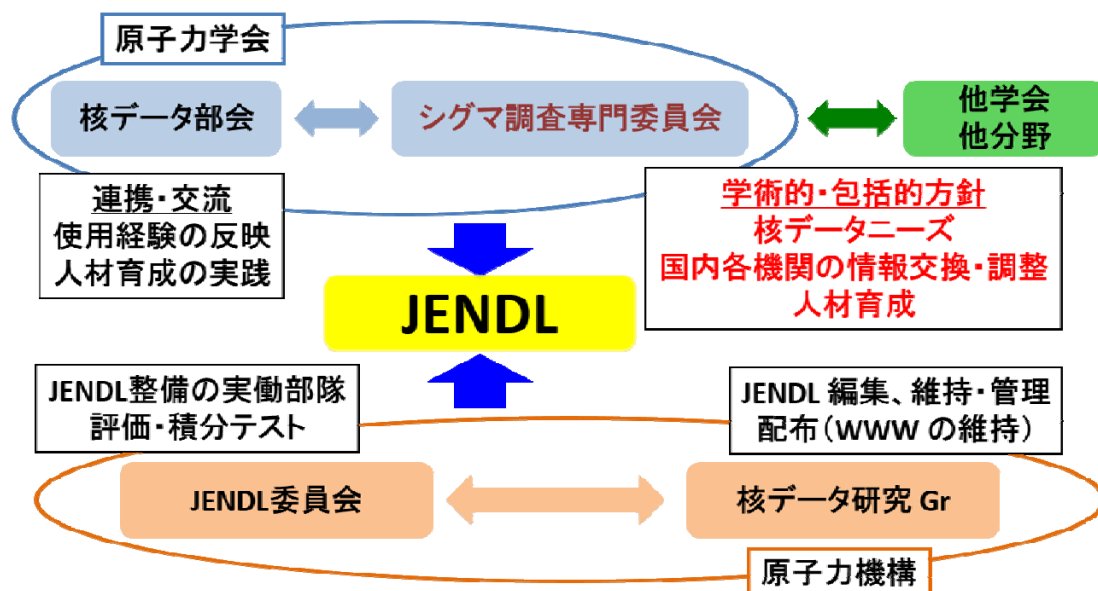 原子力学会
核データ部会
シグマ調査専門委員会
他学会
他分野
連携・交流
使用経験の反映
人材育成の実践
学術的・包括的方針
核データニーズ
国内各機関の情報交換・調整
人材育成
JENDL
JENDL整備の実働部隊
評価・積分テスト
JENDL 編集、維持・管理
配布(WWW の維持)
JENDL委員会
核データ研究 Gr
原子力機構